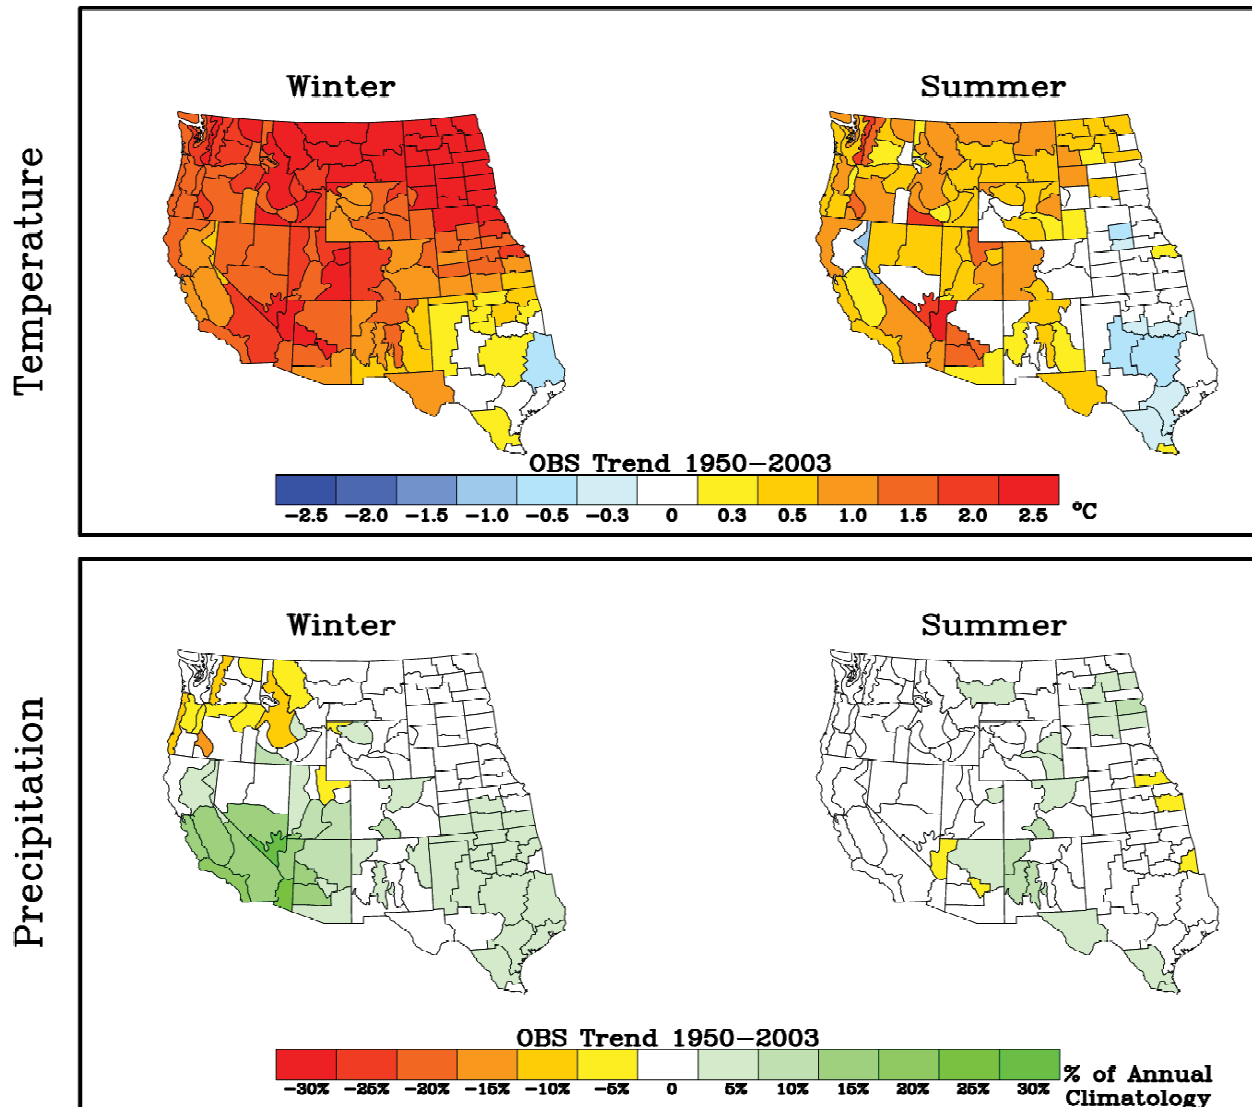 Temperature
Winter
Summer
OBS Trend 1950-2003
-2.5 -2.0 -1.5 -1.0 -0.5 -0.3 0 0.3 0.5 1.0 1.5 2.0 2.5 °C
Precipitation
Winter
Summer
OBS Trend 1950-2003
-30% -25% -20% -15% -10% -5% 0 5% 10% 15% 20% 25% 30% % of Annual
Climatology